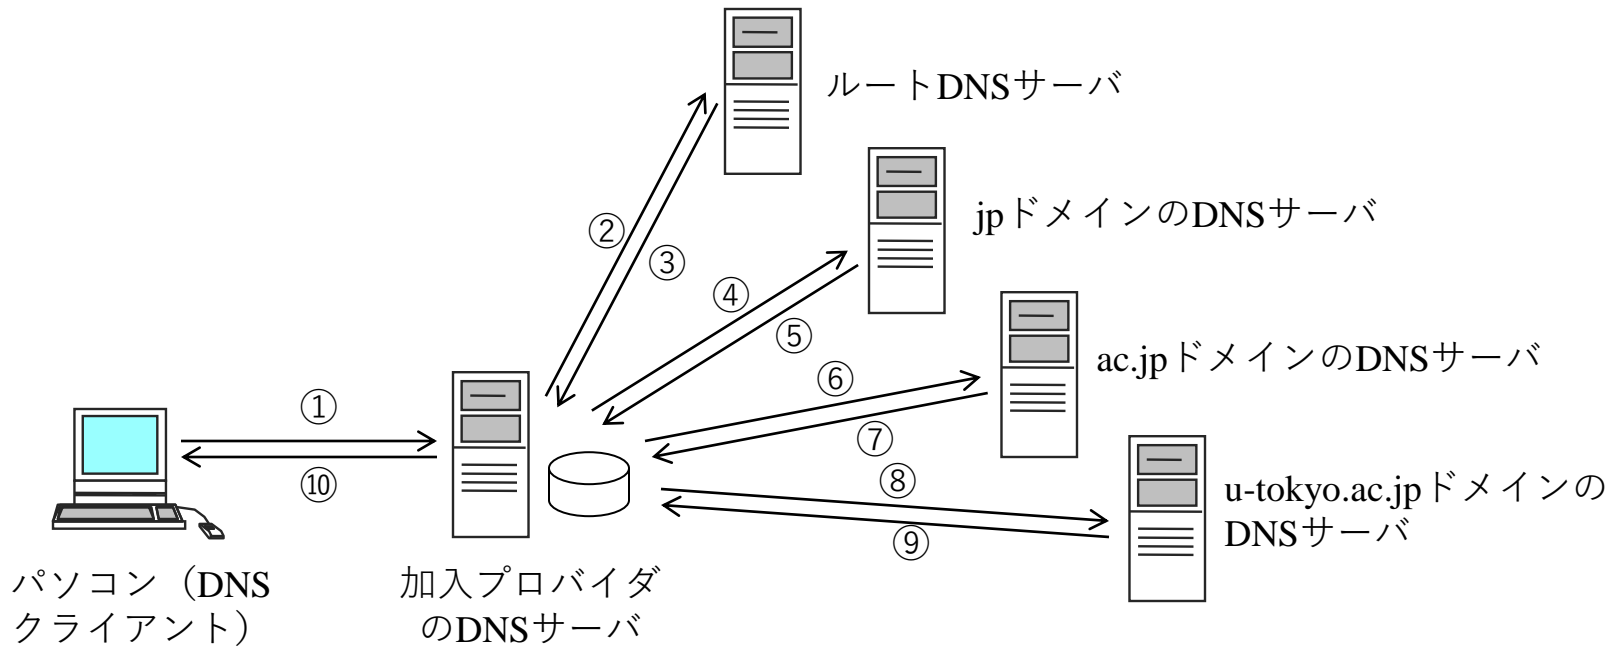 ルートDNSサーバ
jpドメインのDNSサーバ
②
③
④
⑤
ac.jpドメインのDNSサーバ
⑥
①
⑦
⑧
⑩
u-tokyo.ac.jpドメインの
DNSサーバ
⑨
パソコン（DNS
クライアント）
加入プロバイダ
のDNSサーバ